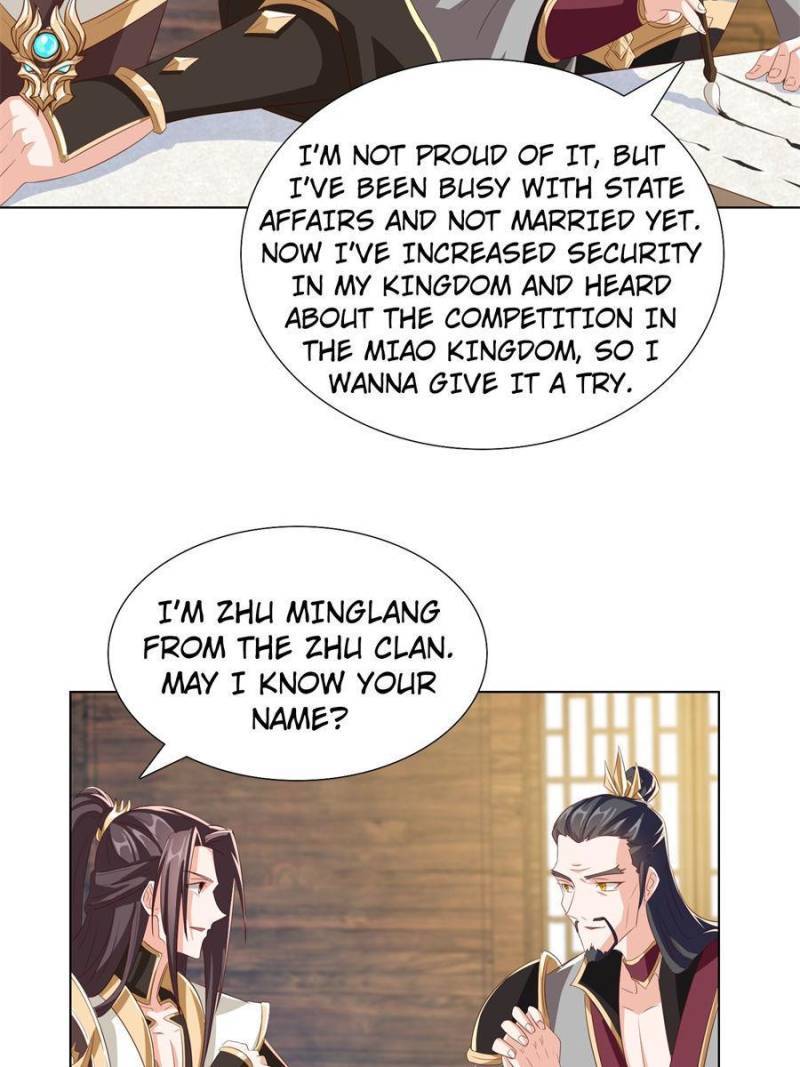 I'M NOT PROUD OF IT, BUT
I'VE BEEN BUSY WITH STATE
AFFAIRS AND NOT MARRIED YET.
NOW I'VE INCREASED SECURITY
IN MY KINGDOM AND HEARD
ABOUT THE COMPETITION IN
THE MIAO KINGDOM, SO I
WANNA GIVE IT A TRY.
I'M ZHU MINGLANG
FROM THE ZHU CLAN.
MAY I KNOW YOUR
NAME?